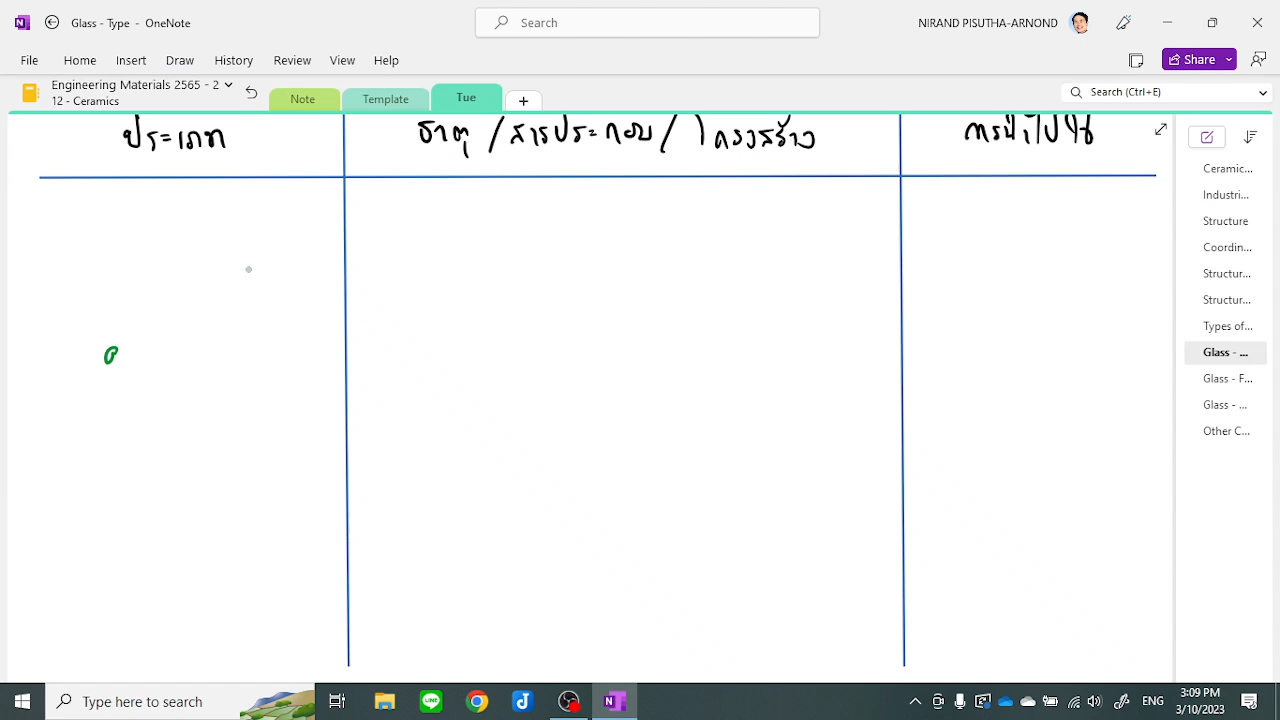 Glass - Type - OneNote
Search
NIRAND PISUTHA-ARNOND
File Home Insert Draw History Review View Help
Share
Engineering Materials 2565 - 2
12 - Ceramics
Note
Template
Tue
+
Search (Ctrl+E)
ประเภท
ธาตุ / สารประกอบ / โครงสร้าง
การนำไปใช้
Ceramic...
Industri...
Structure
Coordin...
Structur...
Structur...
Types of...
Glass - ...
Glass - F...
Glass - ...
Other C...
Type here to search
ENG
3:09 PM
3/10/2023